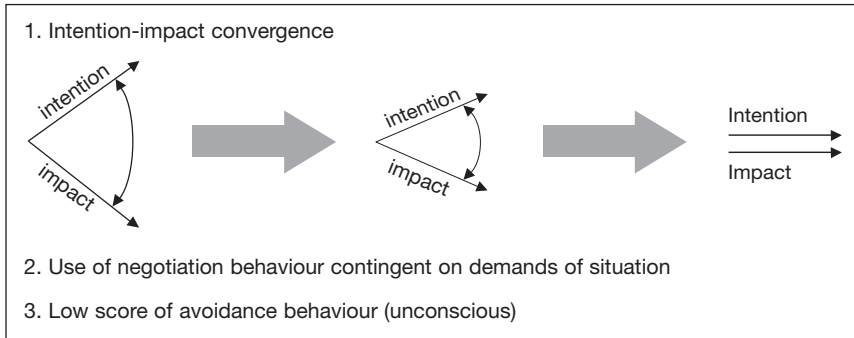 1. Intention-impact convergence
intention
impact
intention
impact
Intention
Impact
2. Use of negotiation behaviour contingent on demands of situation
3. Low score of avoidance behaviour (unconscious)